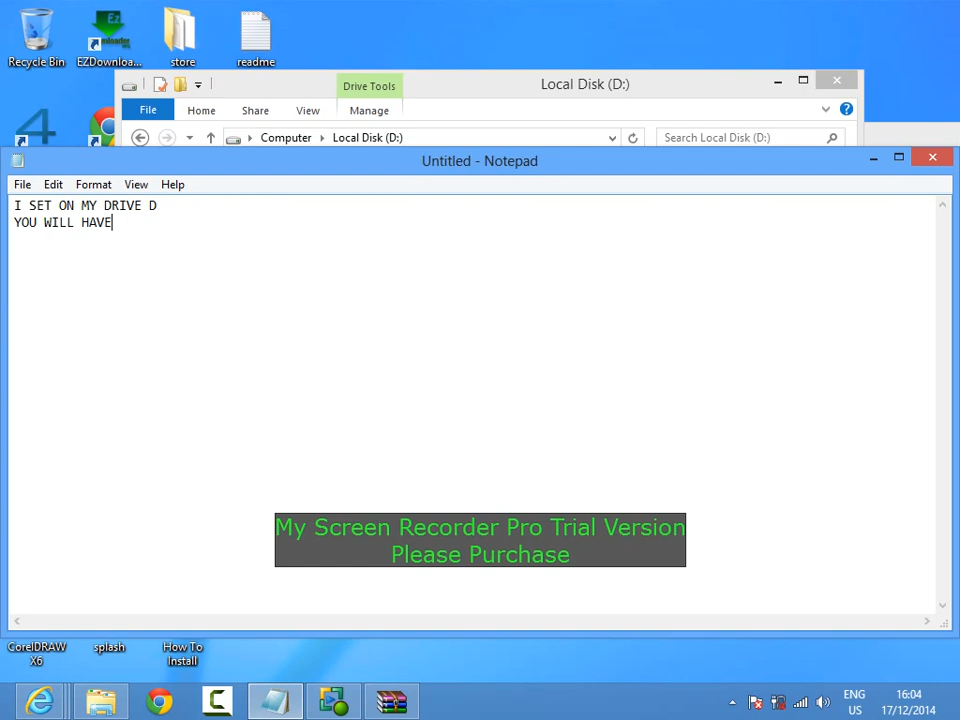 Recycle Bin
EZDownloa...
store
readme
Drive Tools
Local Disk (D:)
File
Home
Share
View
Manage
Computer
Local Disk (D:)
Search Local Disk (D:)
Untitled - Notepad
File
Edit
Format
View
Help
I SET ON MY DRIVE D
YOU WILL HAVE
My Screen Recorder Pro Trial Version
Please Purchase
CorelDRAW
X6
splash
How To
Install
ENG
US
16:04
17/12/2014